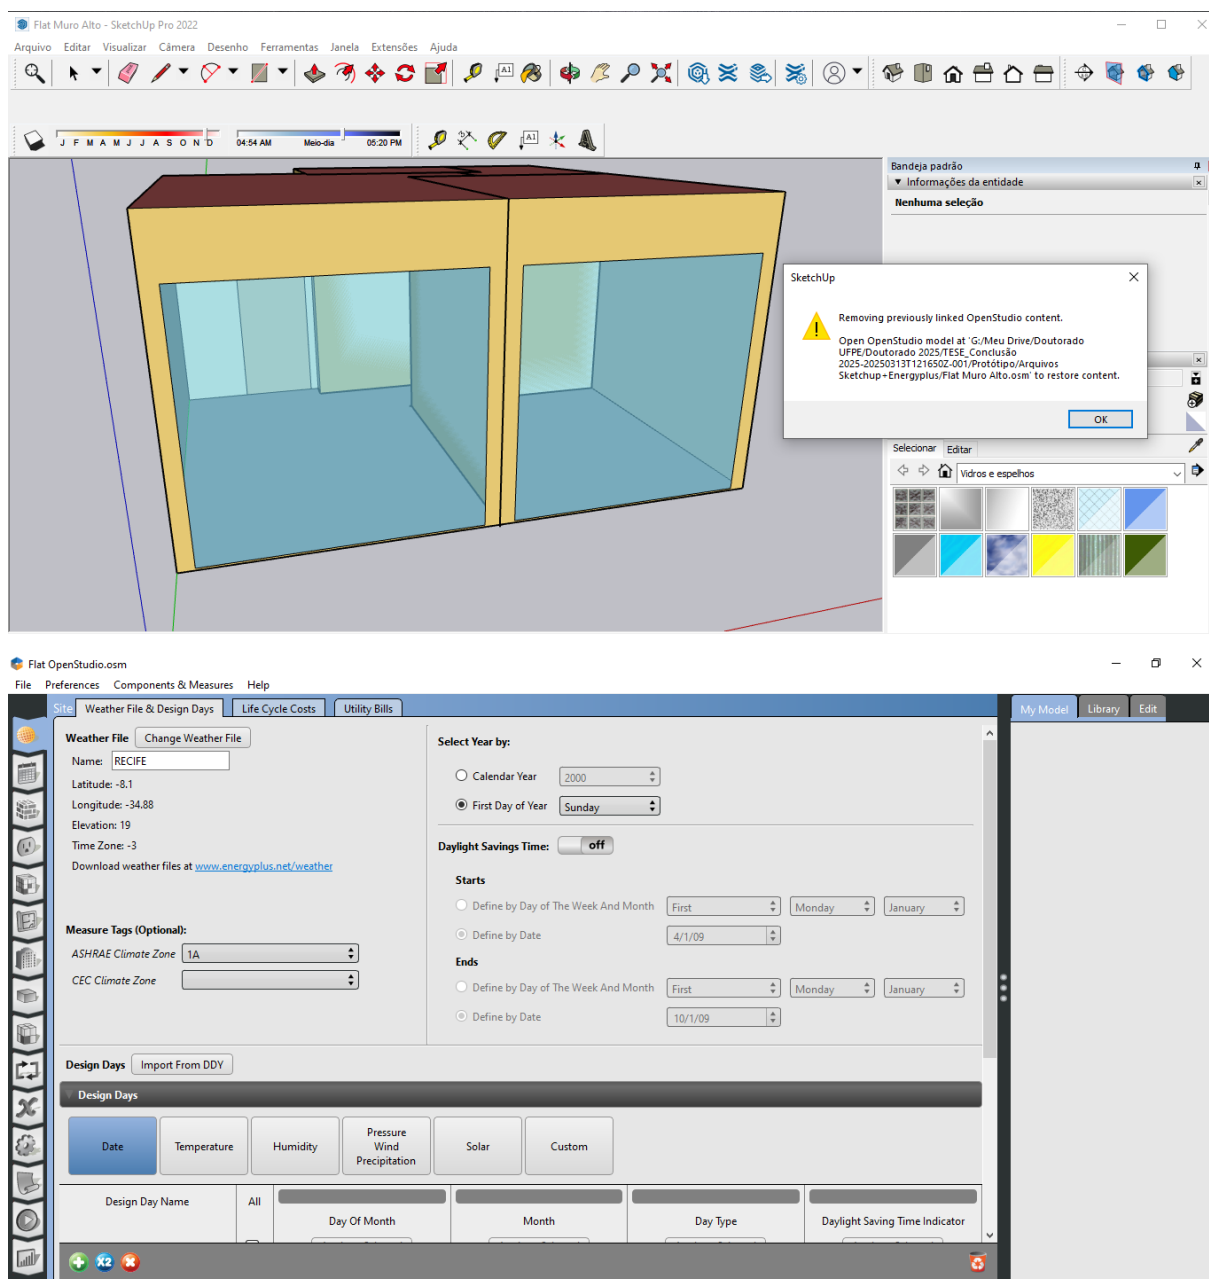 Flat Muro Alto - SketchUp Pro 2022
Arquivo Editar Visualizar Câmera Desenho Ferramentas Janela Extensões Ajuda
J F M A M J J A S O N D 04:54 AM Meio-dia 05:20 PM A1
Bandeja padrão
Informações da entidade
Nenhuma seleção
SketchUp
Removing previously linked OpenStudio content.
Open OpenStudio model at 'G:/Meu Drive/Doutorado
UFPE/Doutorado 2025/TESE_Conclusão
2025-20250313T121650Z-001/Protótipo/Arquivos
Sketchup+Energyplus/Flat Muro Alto.osm' to restore content.
OK
Selecionar Editar
Vidros e espelhos
Flat OpenStudio.osm
File Preferences Components & Measures Help
Site Weather File & Design Days Life Cycle Costs Utility Bills My Model Library Edit
Weather File Change Weather File
Name: RECIFE
Latitude: -8.1
Longitude: -34.88
Elevation: 19
Time Zone: -3
Download weather files at www.energyplus.net/weather
Measure Tags (Optional):
ASHRAE Climate Zone 1A
CEC Climate Zone
Select Year by:
Calendar Year 2000
First Day of Year Sunday
Daylight Savings Time: off
Starts
Define by Day of The Week And Month First Monday January
Define by Date 4/1/09
Ends
Define by Day of The Week And Month First Monday January
Define by Date 10/1/09
Design Days Import From DDY
Design Days
Date Temperature Humidity Pressure Wind Precipitation Solar Custom
Design Day Name All Day Of Month Month Day Type Daylight Saving Time Indicator
X2